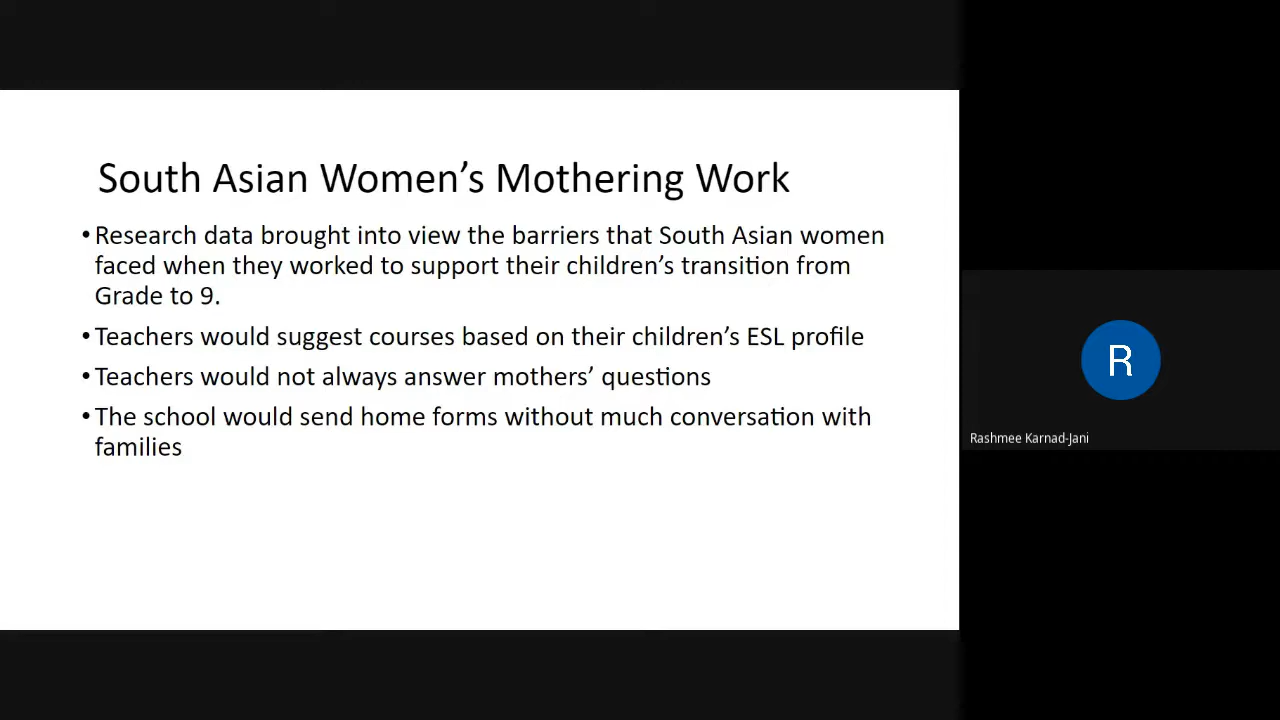 South Asian Women’s Mothering Work
•Research data brought into view the barriers that South Asian women
faced when they worked to support their children’s transition from
Grade to 9.
•Teachers would suggest courses based on their children’s ESL profile
•Teachers would not always answer mothers’ questions
•The school would send home forms without much conversation with
families
R
Rashmee Karnad-Jani